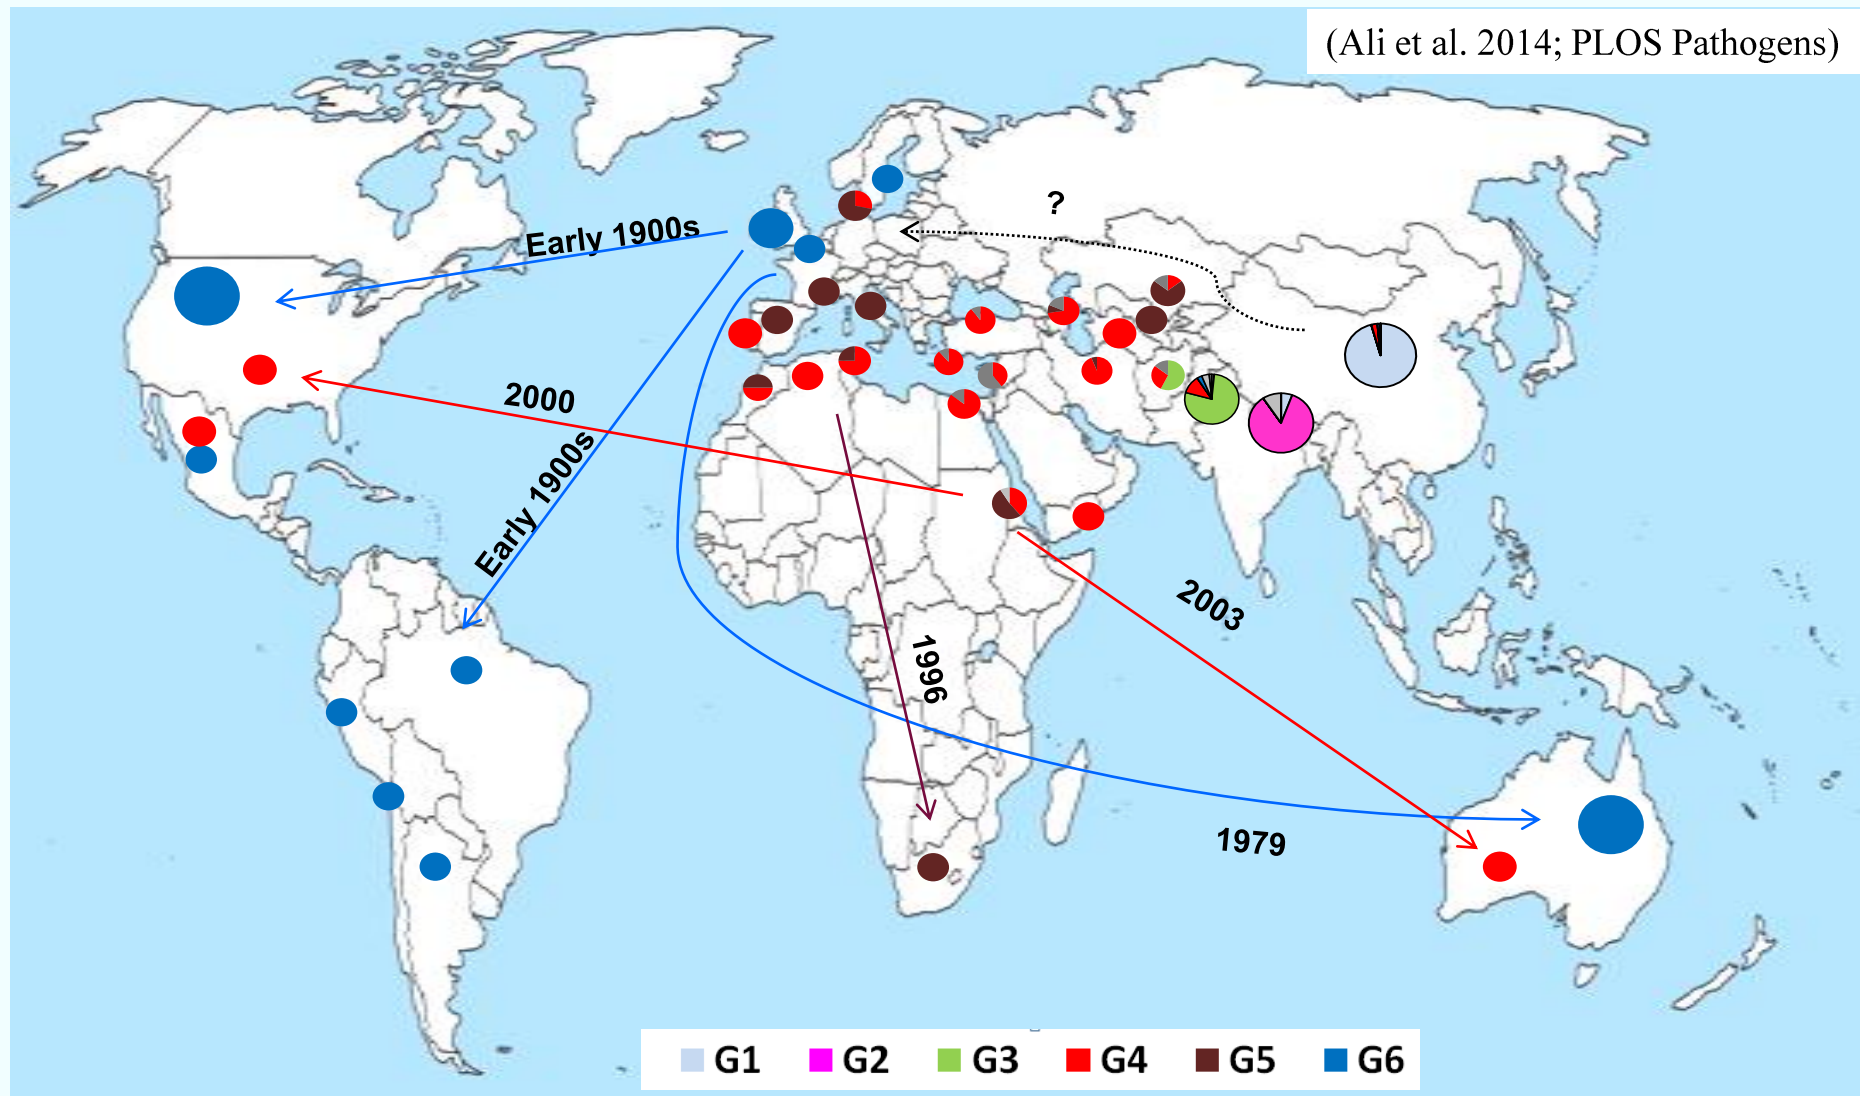 (Ali et al. 2014; PLOS Pathogens)
?
Early 1900s
2000
Early 1900s
2003
1996
1979
G1 G2 G3 G4 G5 G6